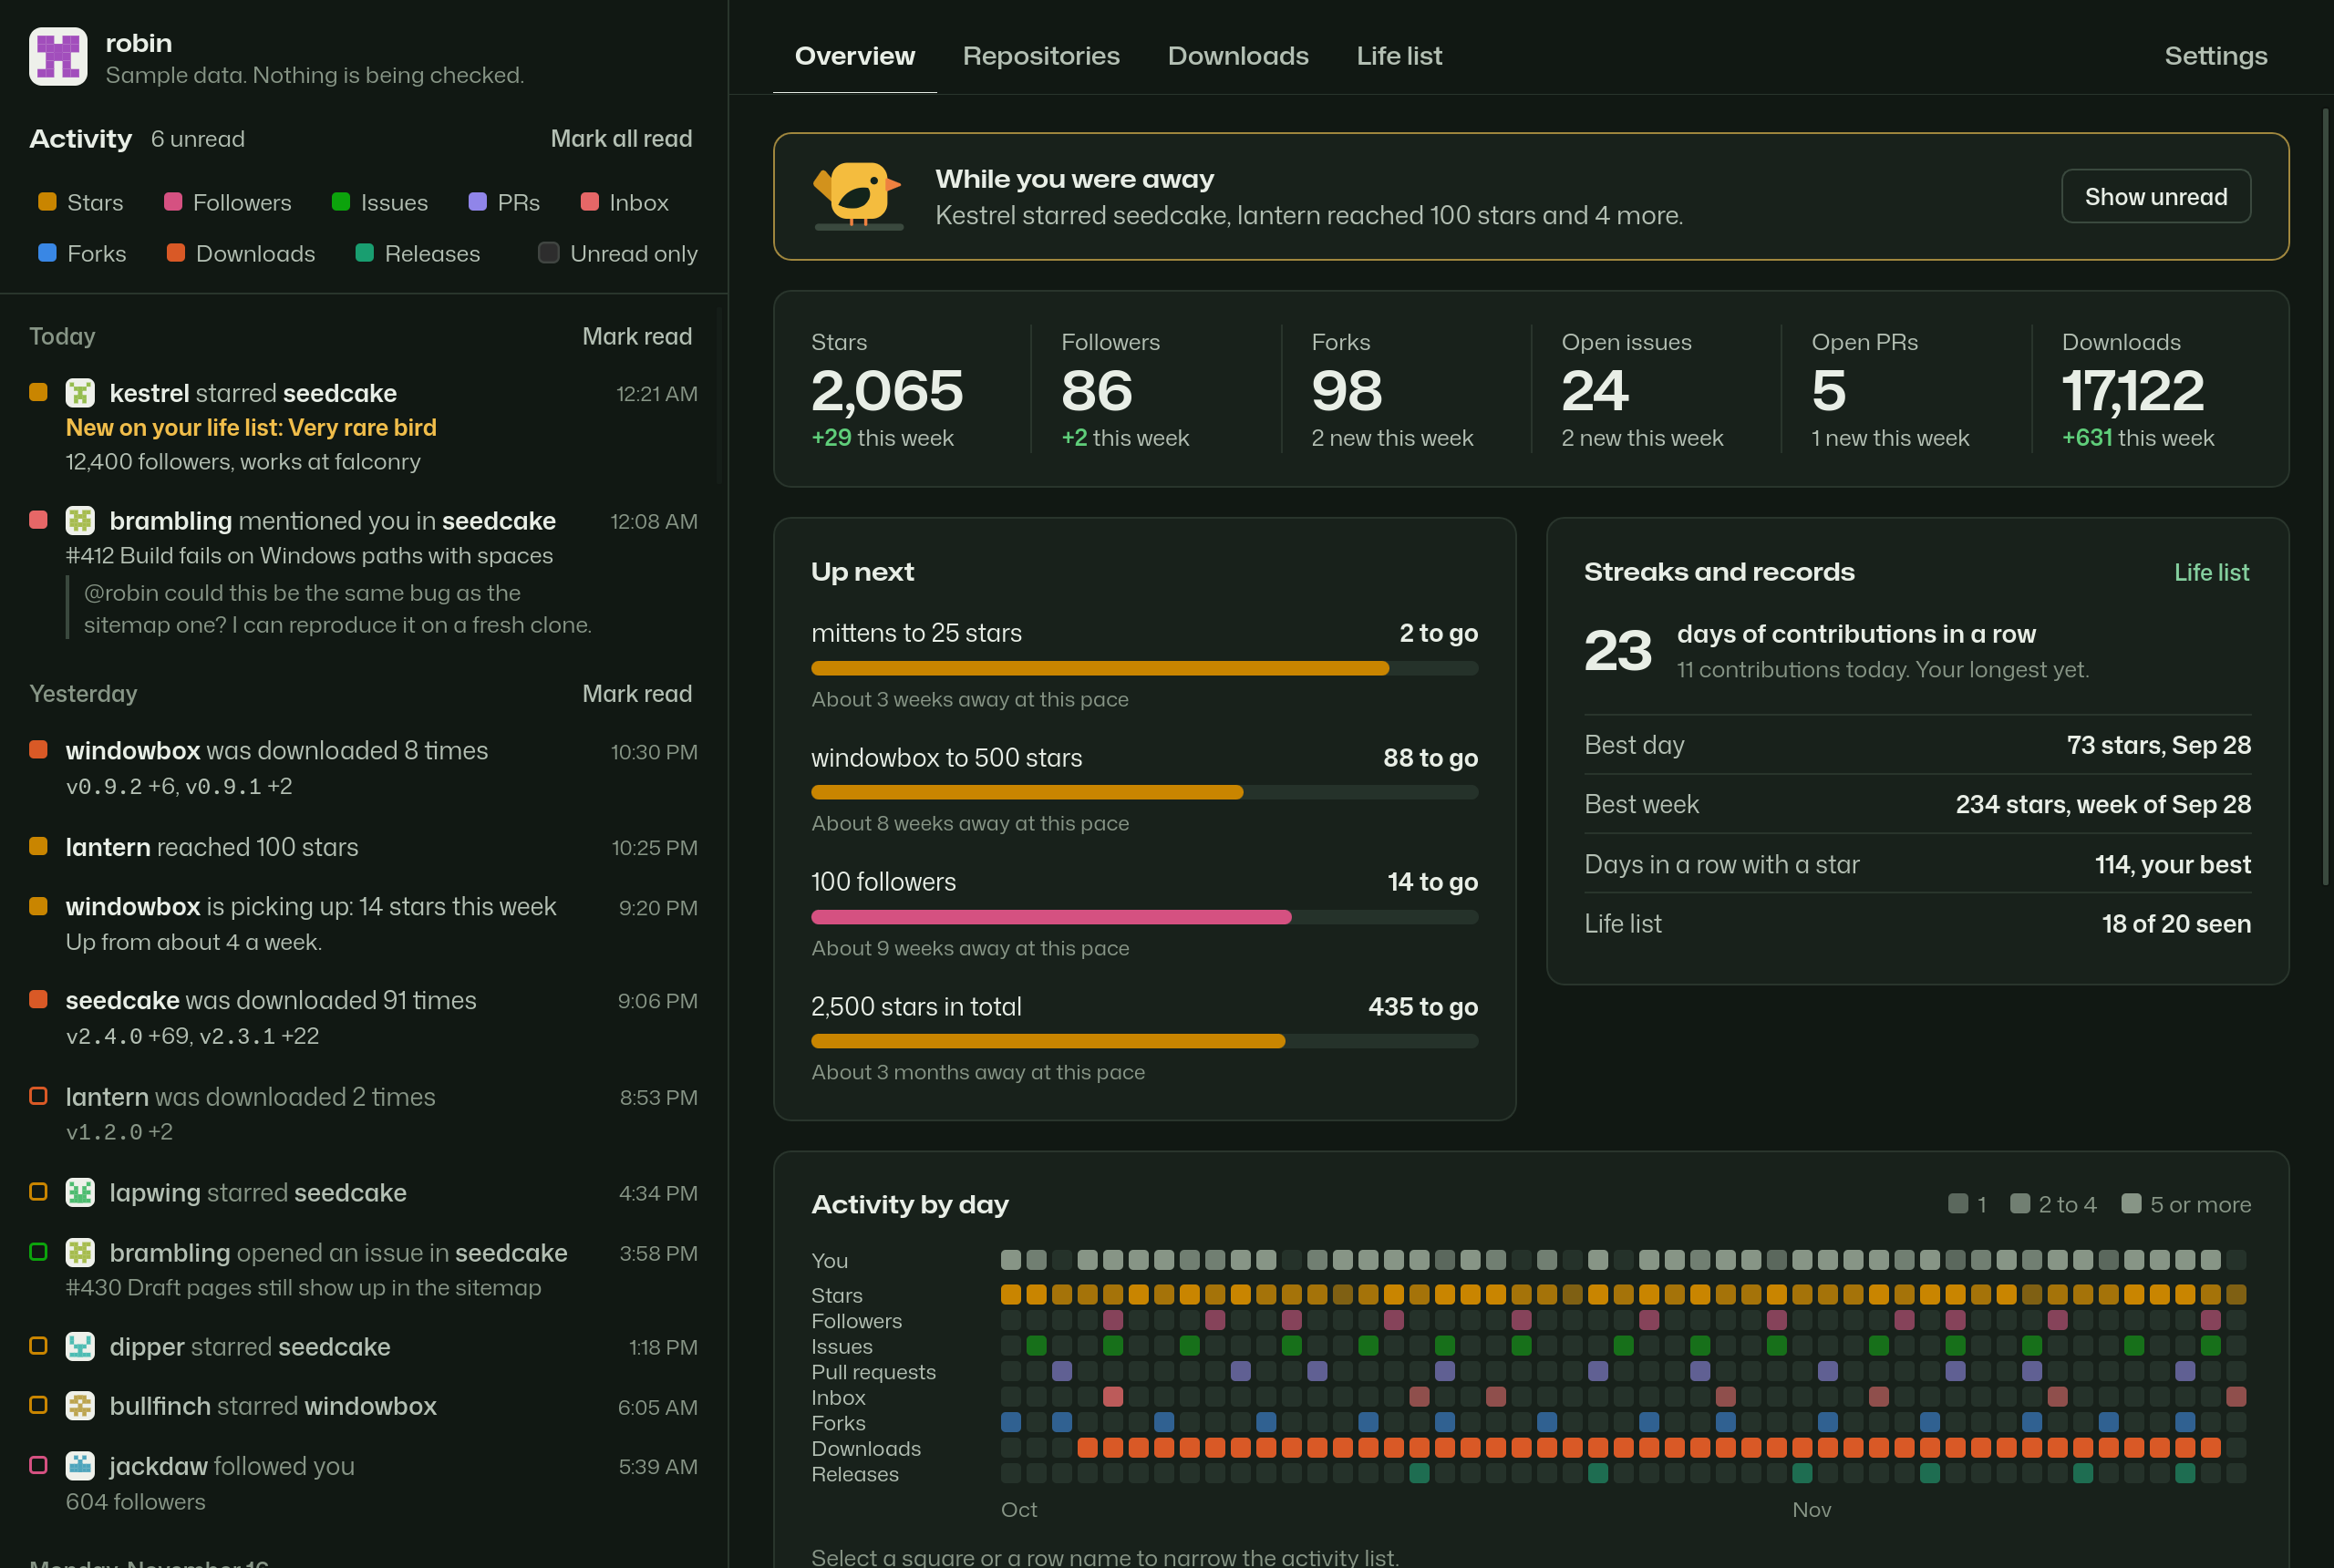 robin
Sample data. Nothing is being checked.
Activity 6 unread Mark all read
Stars Followers Issues PRs Inbox
Forks Downloads Releases Unread only
Today Mark read
kestrel starred seedcake 12:21 AM
New on your life list: Very rare bird
12,400 followers, works at falconry
brambling mentioned you in seedcake 12:08 AM
#412 Build fails on Windows paths with spaces
@robin could this be the same bug as the
sitemap one? I can reproduce it on a fresh clone.
Yesterday Mark read
windowbox was downloaded 8 times 10:30 PM
v0.9.2 +6, v0.9.1 +2
lantern reached 100 stars 10:25 PM
windowbox is picking up: 14 stars this week 9:20 PM
Up from about 4 a week.
seedcake was downloaded 91 times 9:06 PM
v2.4.0 +69, v2.3.1 +22
lantern was downloaded 2 times 8:53 PM
v1.2.0 +2
lapwing starred seedcake 4:34 PM
brambling opened an issue in seedcake 3:58 PM
#430 Draft pages still show up in the sitemap
dipper starred seedcake 1:18 PM
bullfinch starred windowbox 6:05 AM
jackdaw followed you 5:39 AM
604 followers
Monday, November 16
Overview Repositories Downloads Life list Settings
While you were away
Kestrel starred seedcake, lantern reached 100 stars and 4 more.
Show unread
Stars Followers Forks Open issues Open PRs Downloads
2,065 86 98 24 5 17,122
+29 this week +2 this week 2 new this week 2 new this week 1 new this week +631 this week
Up next
mittens to 25 stars 2 to go
About 3 weeks away at this pace
windowbox to 500 stars 88 to go
About 8 weeks away at this pace
100 followers 14 to go
About 9 weeks away at this pace
2,500 stars in total 435 to go
About 3 months away at this pace
Streaks and records Life list
23 days of contributions in a row
11 contributions today. Your longest yet.
Best day 73 stars, Sep 28
Best week 234 stars, week of Sep 28
Days in a row with a star 114, your best
Life list 18 of 20 seen
Activity by day 1 2 to 4 5 or more
You
Stars
Followers
Issues
Pull requests
Inbox
Forks
Downloads
Releases
Oct Nov
Select a square or a row name to narrow the activity list.